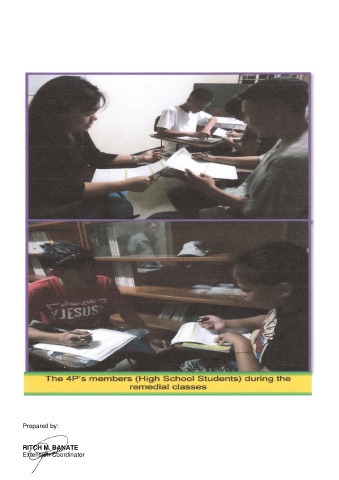 JESUS
The 4P's members (High School Students) during the
remedial classes
Prepared by:
RITCH M. BANATE
Extension Coordinator